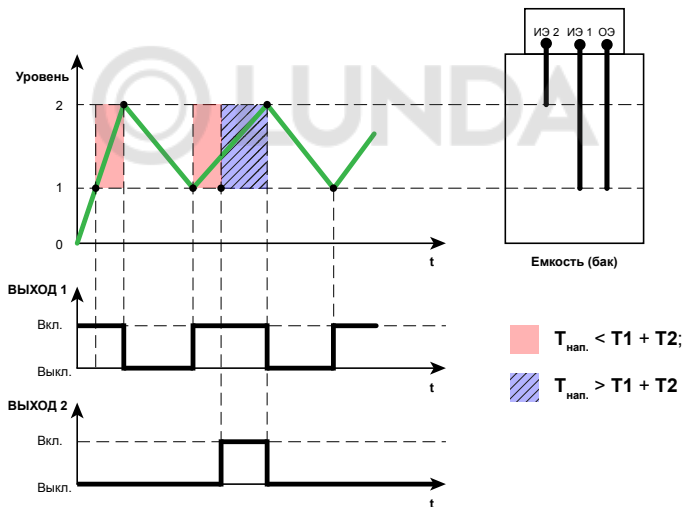 ИЭ 2 ИЭ 1 ОЭ
LUNDA
Уровень
2
1
0
t
Емкость (бак)
ВЫХОД 1
Вкл.
Выкл.
t
Tнап. < T1 + T2;
Tнап. > T1 + T2
ВЫХОД 2
Вкл.
Выкл.
t